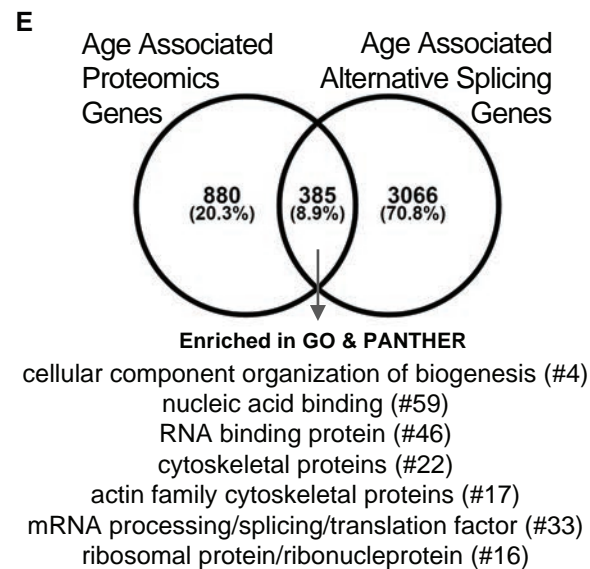 E
Age Associated
Proteomics
Genes
Age Associated
Alternative Splicing
Genes
880
(20.3%)
385
(8.9%)
3066
(70.8%)
Enriched in GO & PANTHER
cellular component organization of biogenesis (#4)
nucleic acid binding (#59)
RNA binding protein (#46)
cytoskeletal proteins (#22)
actin family cytoskeletal proteins (#17)
mRNA processing/splicing/translation factor (#33)
ribosomal protein/ribonucleprotein (#16)